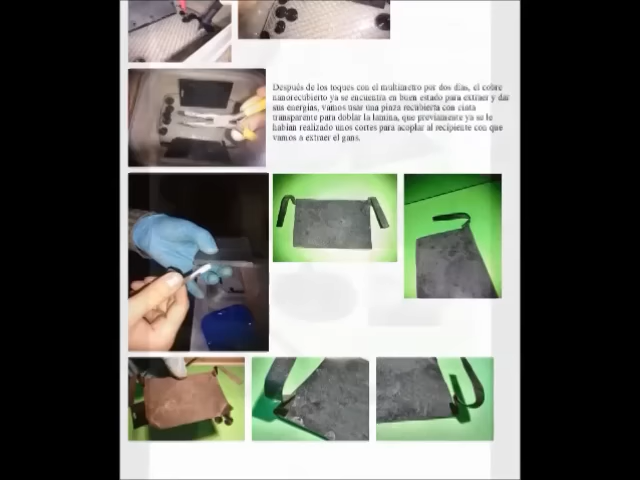 Después de los toques con el multimetro por dos días, el cobre
nanorecubierto ya se encuentra en buen estado para extraer y dar
sus energías, vamos usar una pinza recubierta con cinta
transparente para doblar la lamina, que previamente ya se le
habían realizado unos cortes para acoplar al recipiente con que
vamos a extraer el gans.